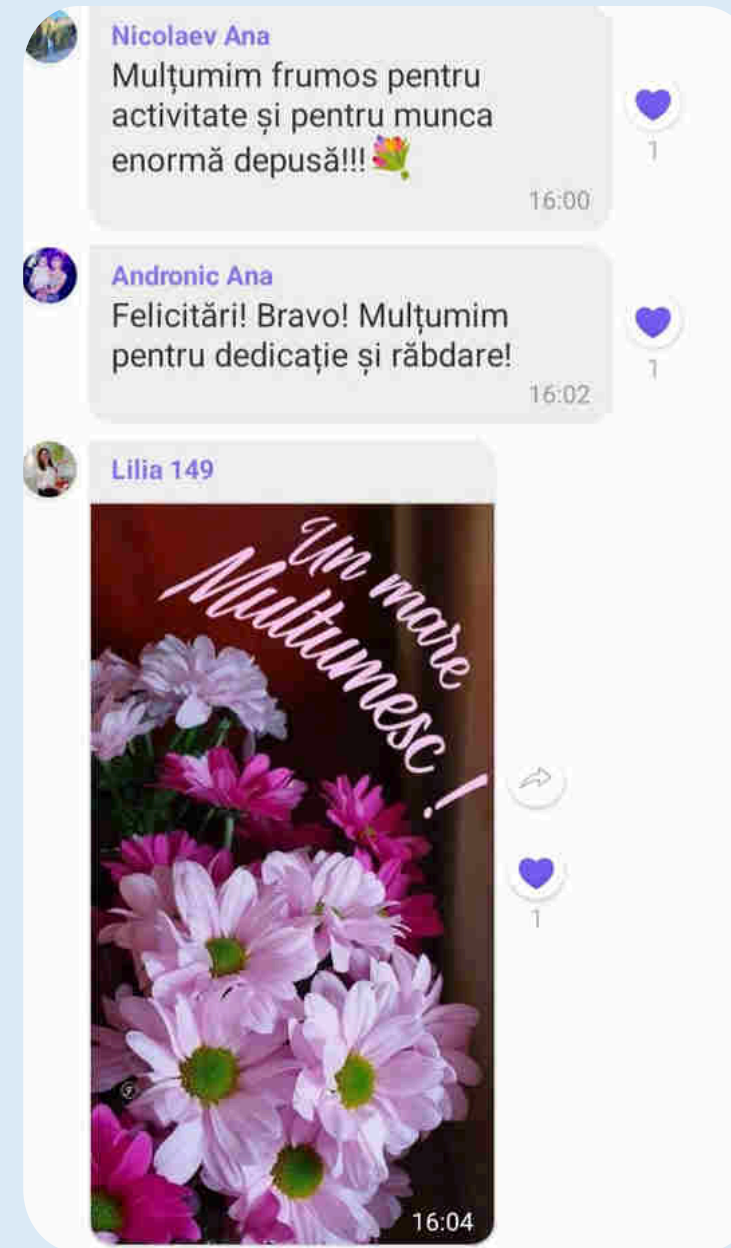 Nicolaev Ana
Mulțumim frumos pentru
activitate și pentru munca
enormă depusă!!!💐
1
16:00
Andronic Ana
Felicitări! Bravo! Mulțumim
pentru dedicație și răbdare!
1
16:02
Lilia 149
Un mare
Multumesc!
1
16:04